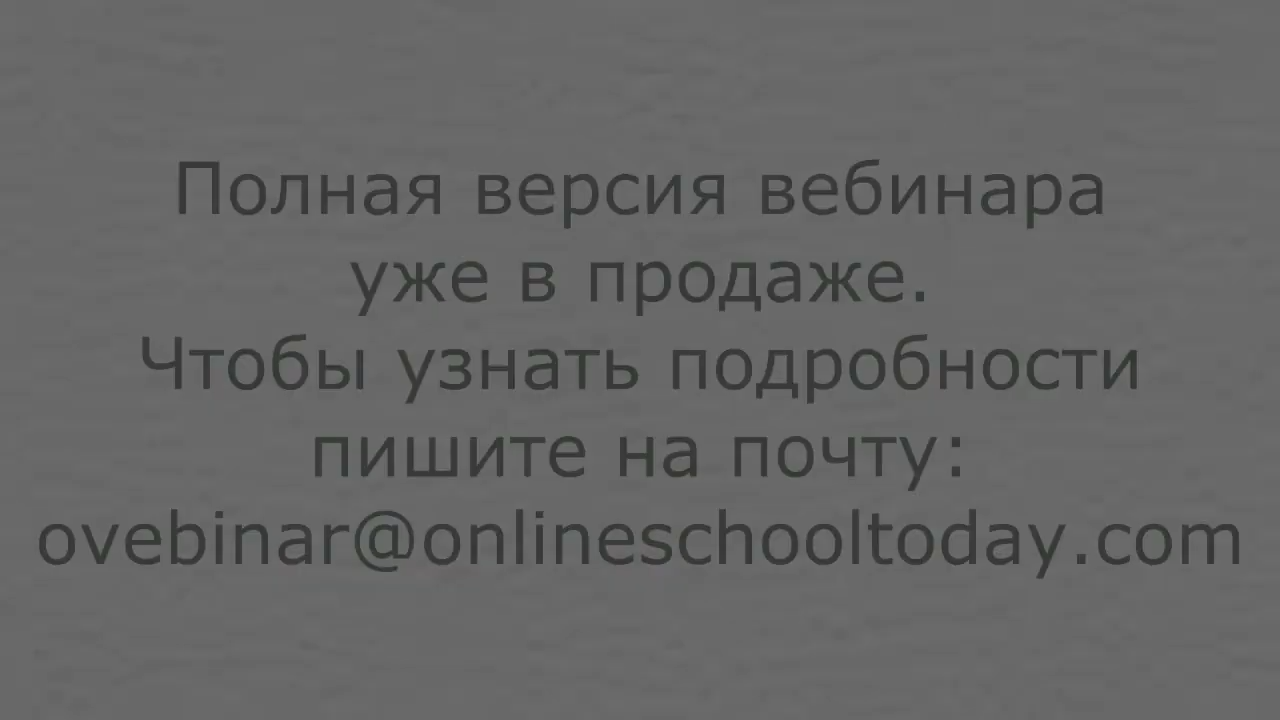 Полная версия вебинара
уже в продаже.
Чтобы узнать подробности
пишите на почту:
ovebinar@onlineschooltoday.com